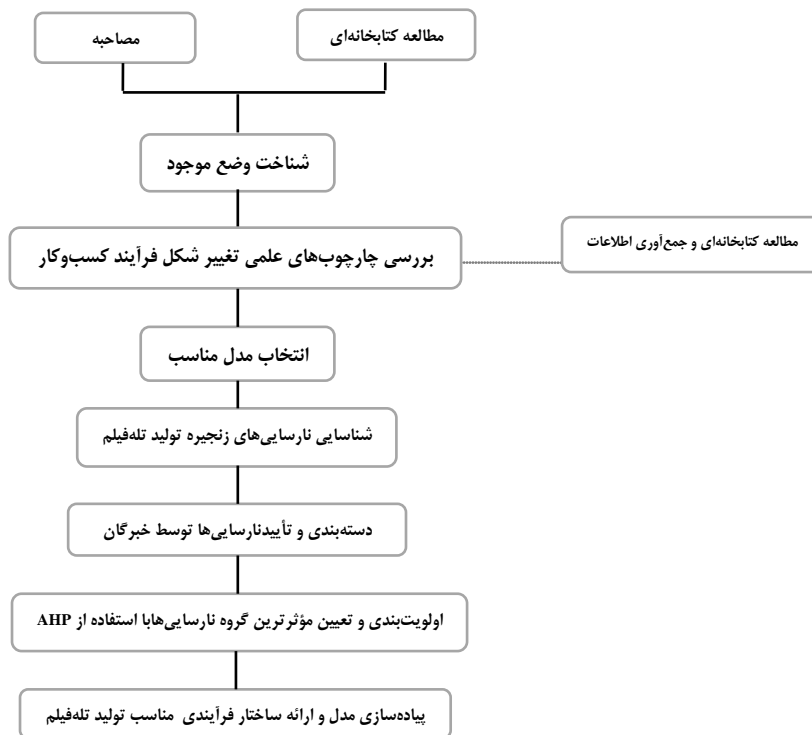 مطالعه کتابخانه‌ای
مصاحبه
شناخت وضع موجود
بررسی چارچوب‌های علمی تغییر شکل فرآیند کسب‌وکار
مطالعه کتابخانه‌ای و جمع‌آوری اطلاعات
انتخاب مدل مناسب
شناسایی نارسایی‌های زنجیره تولید تله‌فیلم
دسته‌بندی و تأییدنارسایی‌ها توسط خبرگان
اولویت‌بندی و تعیین مؤثرترین گروه نارسایی‌هابا استفاده از AHP
پیاده‌سازی مدل و ارائه ساختار فرآیندی مناسب تولید تله‌فیلم